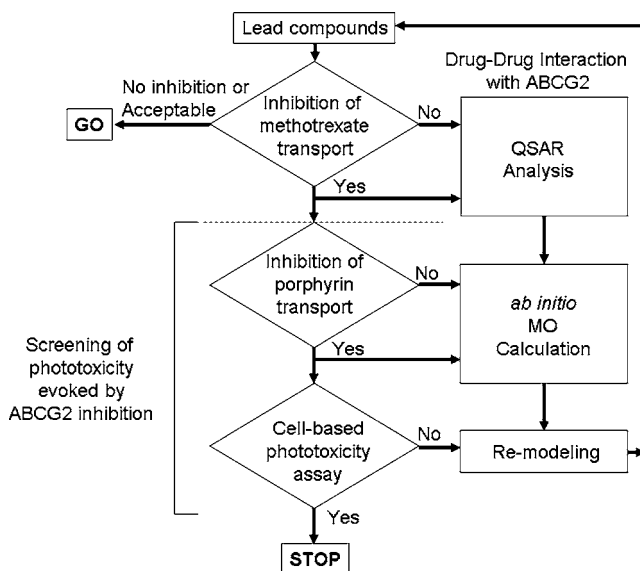 Lead compounds
Drug-Drug Interaction
with ABCG2
No inhibition or
Acceptable
GO
Inhibition of
methotrexate
transport
No
QSAR
Analysis
Yes
Inhibition of
porphyrin
transport
No
ab initio
MO
Calculation
Yes
Screening of
phototoxicity
evoked by
ABCG2 inhibition
Cell-based
phototoxicity
assay
No
Re-modeling
Yes
STOP